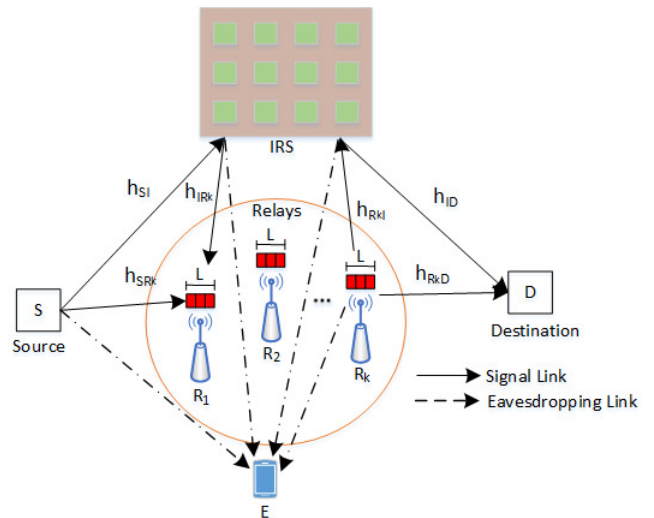 IRS
h_SI
h_IRk
h_RkI
h_ID
Relays
L
L
L
h_SRk
h_RkD
...
S
D
Source
Destination
R_1
R_2
R_k
Signal Link
Eavesdropping Link
E